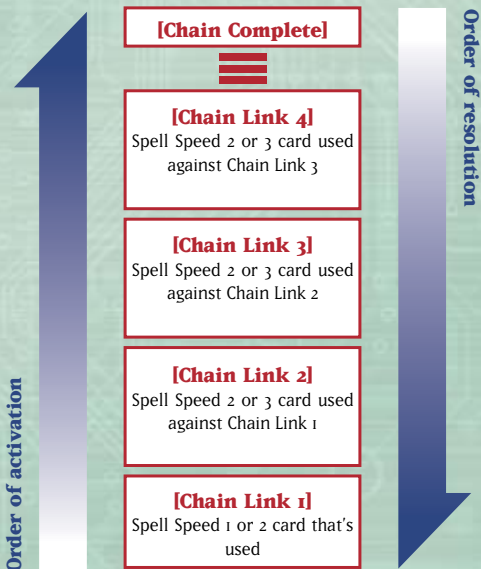 [Chain Complete]
[Chain Link 4]
Spell Speed 2 or 3 card used
against Chain Link 3
[Chain Link 3]
Spell Speed 2 or 3 card used
against Chain Link 2
[Chain Link 2]
Spell Speed 2 or 3 card used
against Chain Link 1
[Chain Link 1]
Spell Speed 1 or 2 card that's
used
Order of activation
Order of resolution